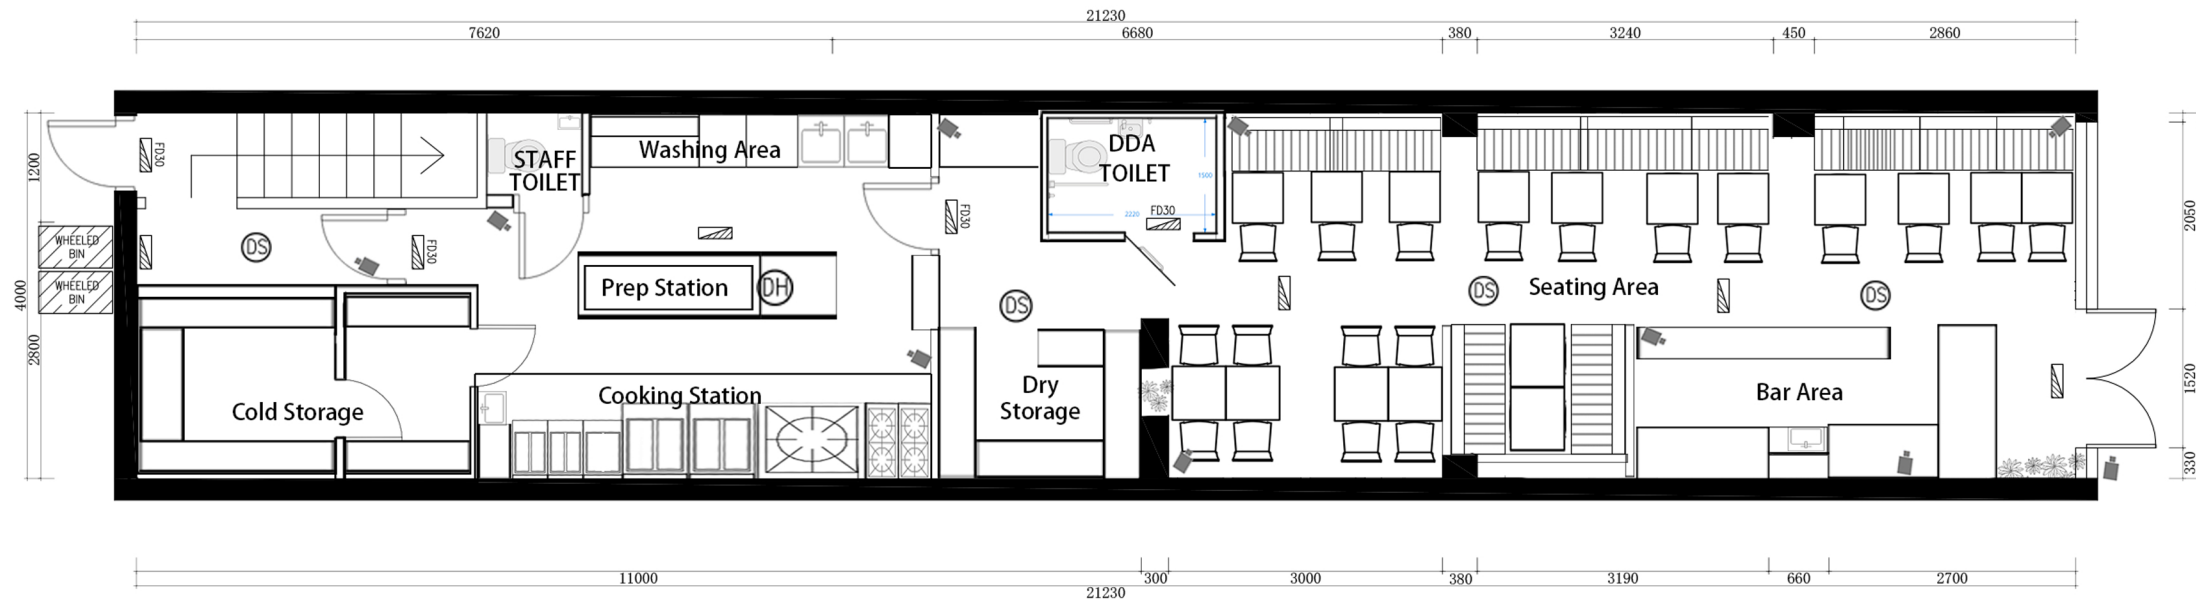 21230
7620
6680
380
3240
450
2860
1200
4000
2800
2050
1520
330
FD30
STAFF
TOILET
Washing Area
DDA
TOILET
1500
2220
FD30
FD30
FD30
WHEELED
BIN
WHEELED
BIN
DS
Prep Station
DH
DS
DS
Seating Area
DS
Cold Storage
Cooking Station
Dry
Storage
Bar Area
11000
300
3000
380
3190
660
2700
21230